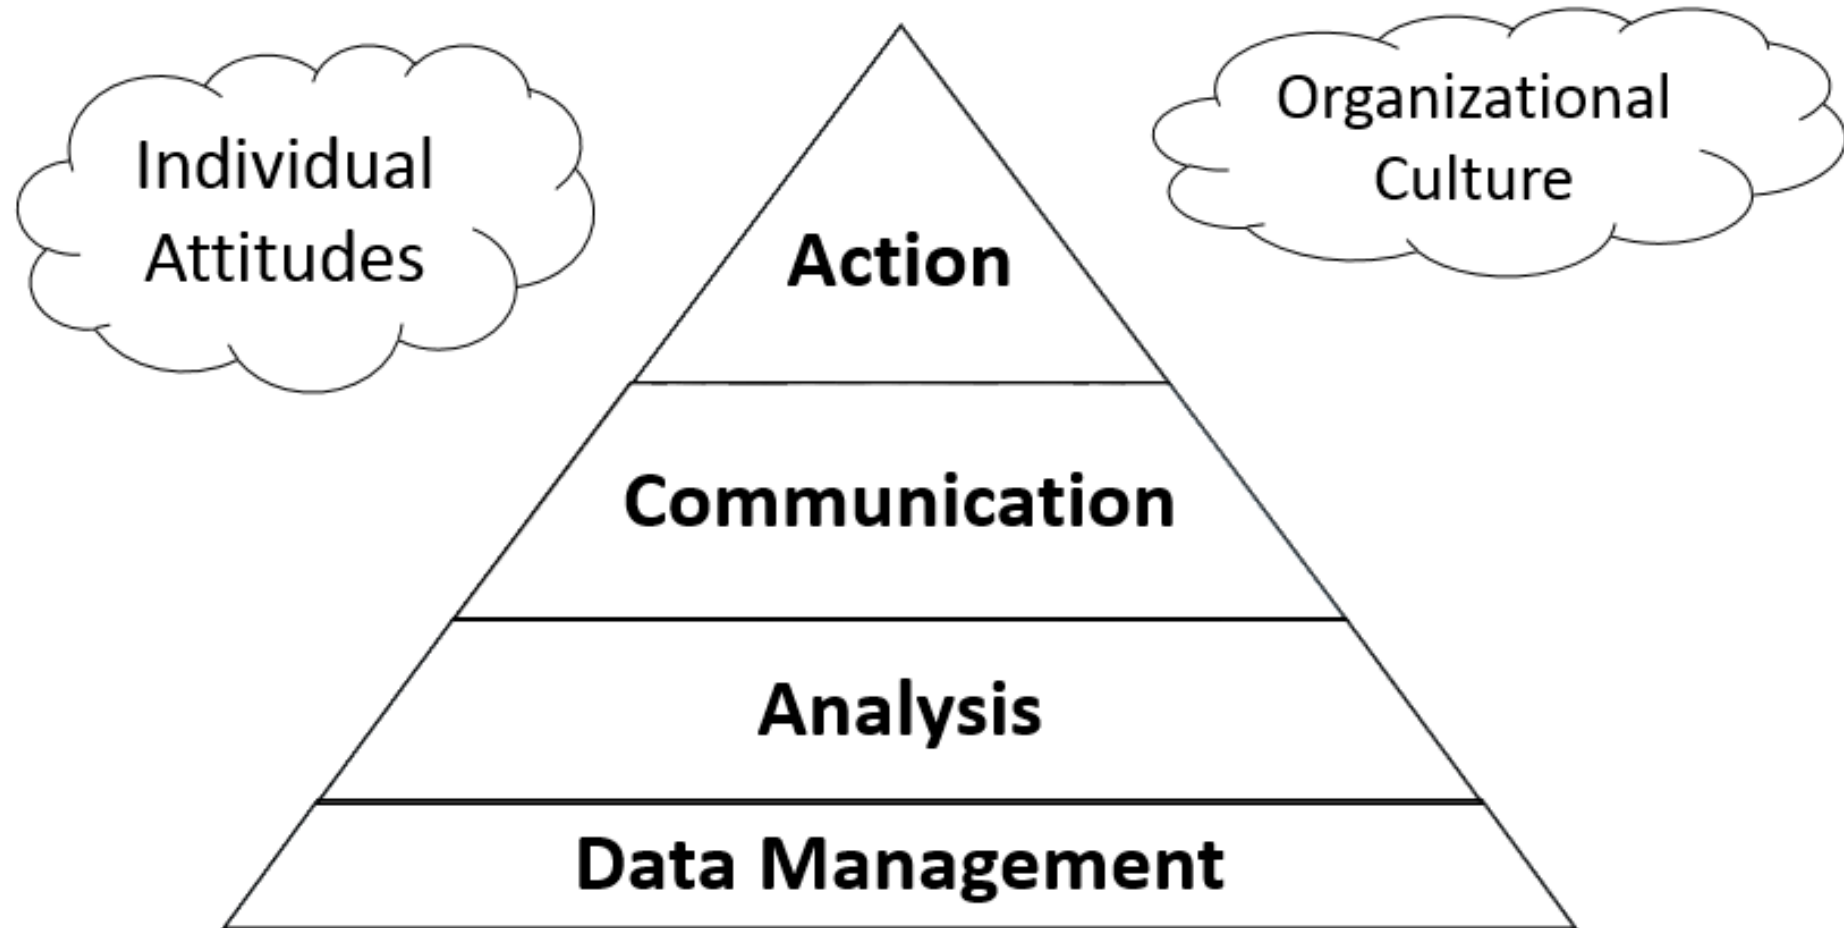 Individual
Attitudes
Organizational
Culture
Action
Communication
Analysis
Data Management